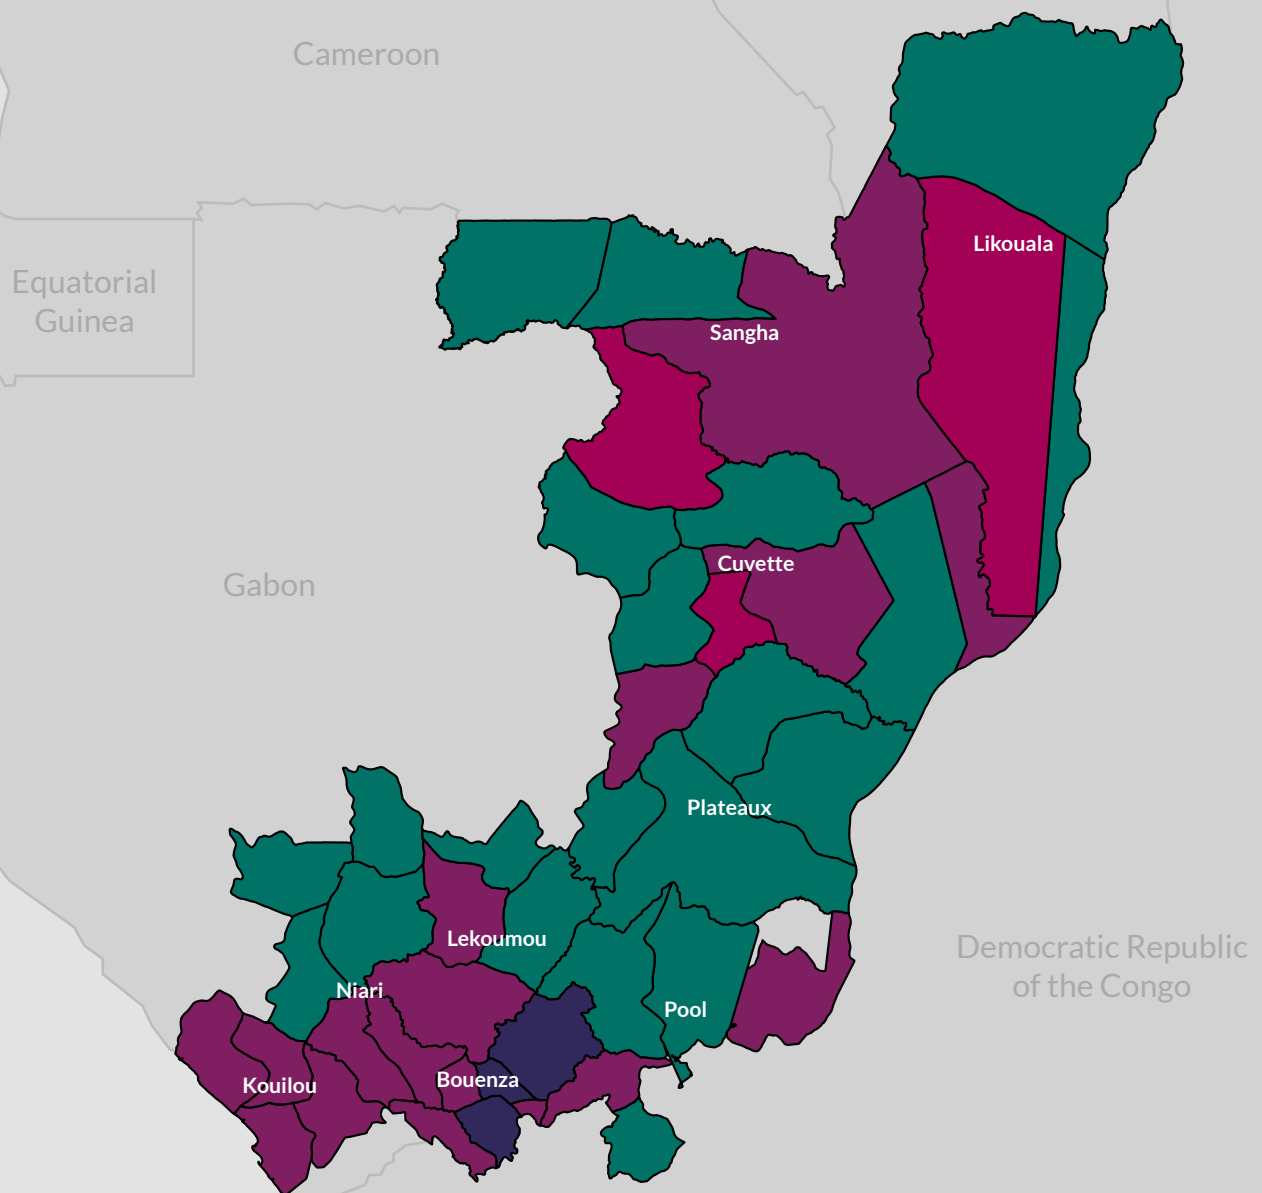 Cameroon
Likouala
Equatorial
Guinea
Sangha
Cuvette
Gabon
Plateaux
Lekoumou
Democratic Republic
of the Congo
Niari
Pool
Kouilou
Bouenza